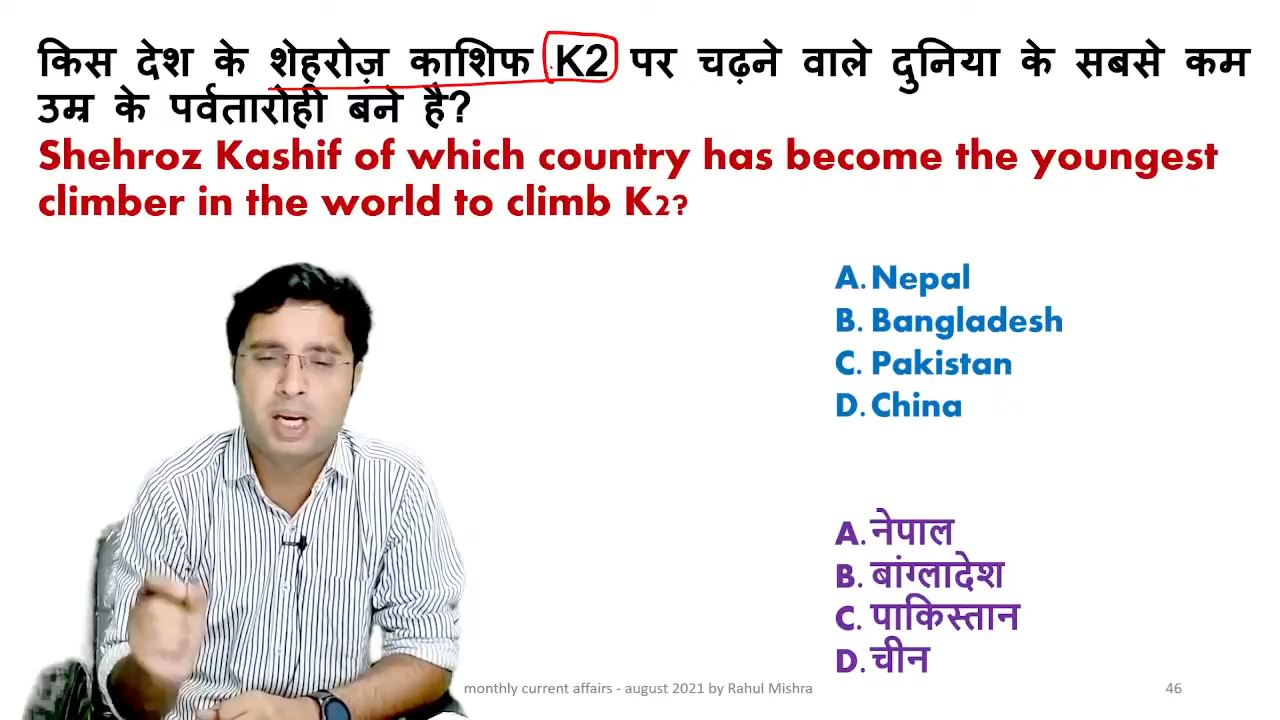 किस देश के शेहरोज़ काशिफ K2 पर चढ़ने वाले दुनिया के सबसे कम
उम्र के पर्वतारोही बने है?
Shehroz Kashif of which country has become the youngest
climber in the world to climb K2?
A. Nepal
B. Bangladesh
C. Pakistan
D. China
A. नेपाल
B. बांग्लादेश
C. पाकिस्तान
D. चीन
monthly current affairs - august 2021 by Rahul Mishra
46